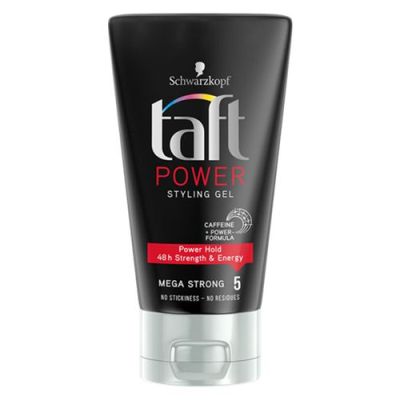 Schwarzkopf
taft
POWER
STYLING GEL
CAFFEINE
+ POWER-
FORMULA
Power Hold
48h Strength & Energy
MEGA STRONG 5
NO STICKINESS – NO RESIDUES